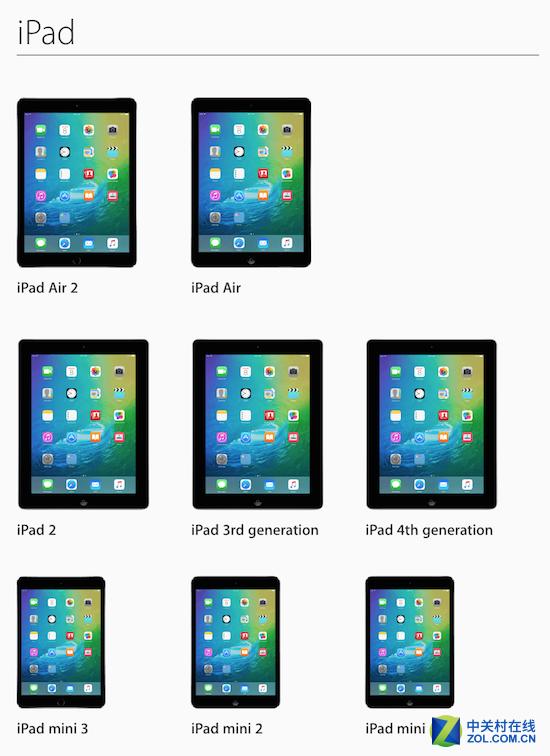 iPad
iPad Air 2
iPad Air
iPad 2
iPad 3rd generation
iPad 4th generation
iPad mini 3
iPad mini 2
iPad mini
中关村在线
ZOL.COM.CN